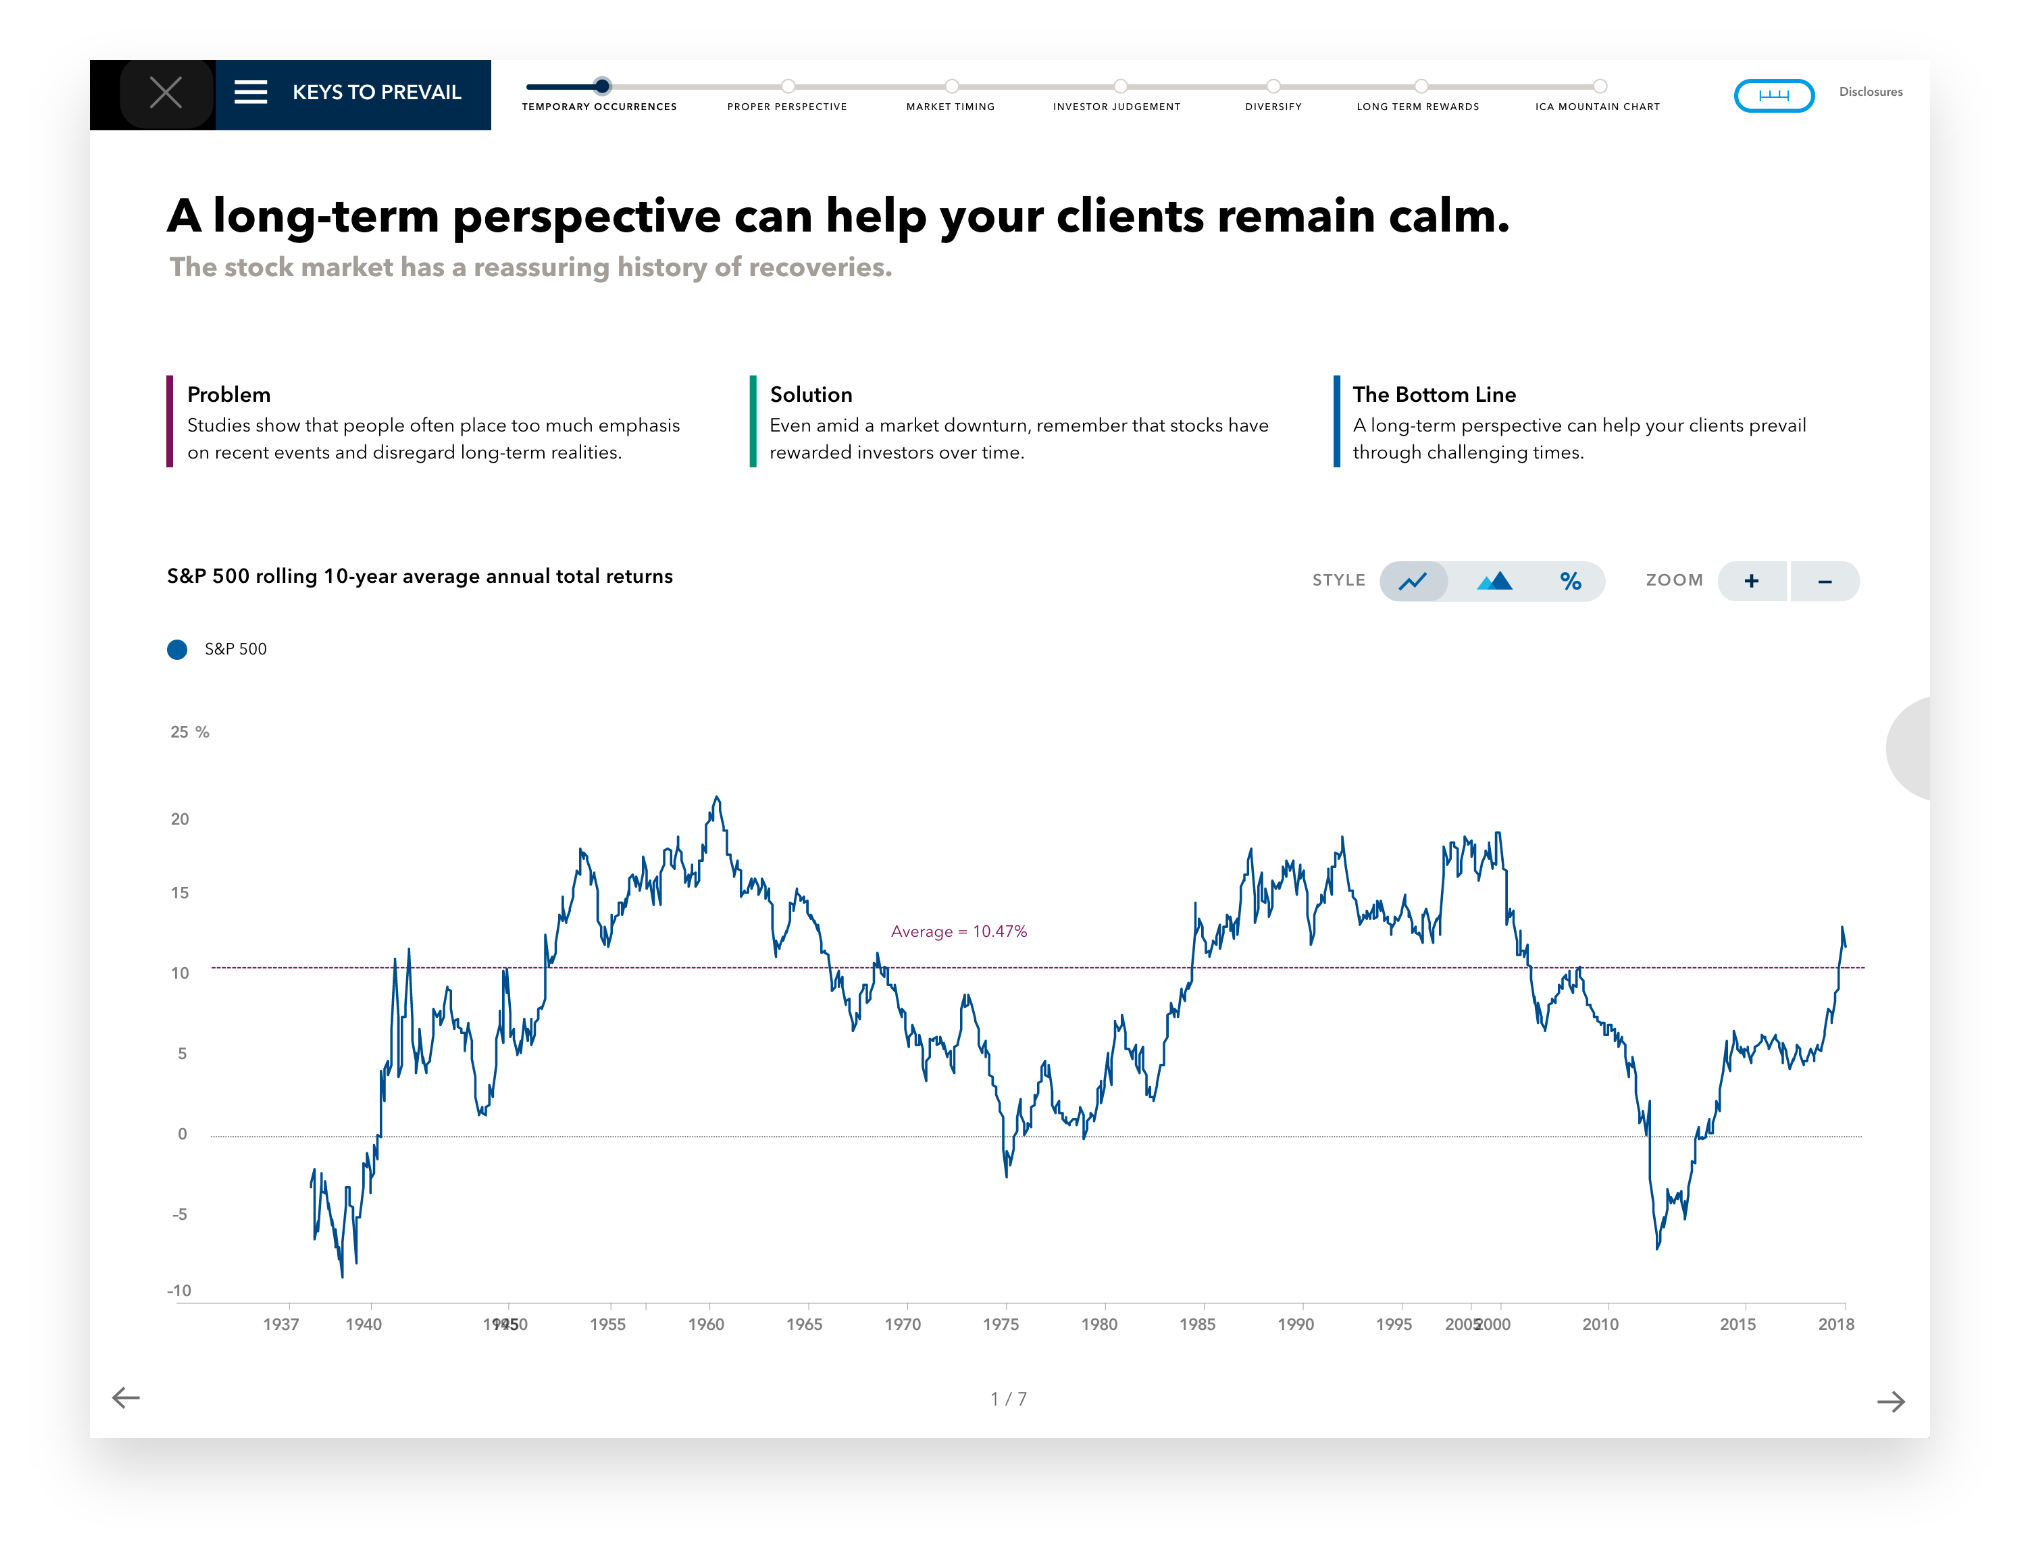 KEYS TO PREVAIL
TEMPORARY OCCURRENCES
PROPER PERSPECTIVE
MARKET TIMING
INVESTOR JUDGEMENT
DIVERSIFY
LONG TERM REWARDS
ICA MOUNTAIN CHART
Disclosures
A long-term perspective can help your clients remain calm.
The stock market has a reassuring history of recoveries.
Problem
Studies show that people often place too much emphasis
on recent events and disregard long-term realities.
Solution
Even amid a market downturn, remember that stocks have
rewarded investors over time.
The Bottom Line
A long-term perspective can help your clients prevail
through challenging times.
S&P 500 rolling 10-year average annual total returns
STYLE
%
ZOOM
+
–
S&P 500
25 %
20
15
Average = 10.47%
10
5
0
-5
-10
1937
1940
1945
1950
1955
1960
1965
1970
1975
1980
1985
1990
1995
2005
2000
2010
2015
2018
1 / 7